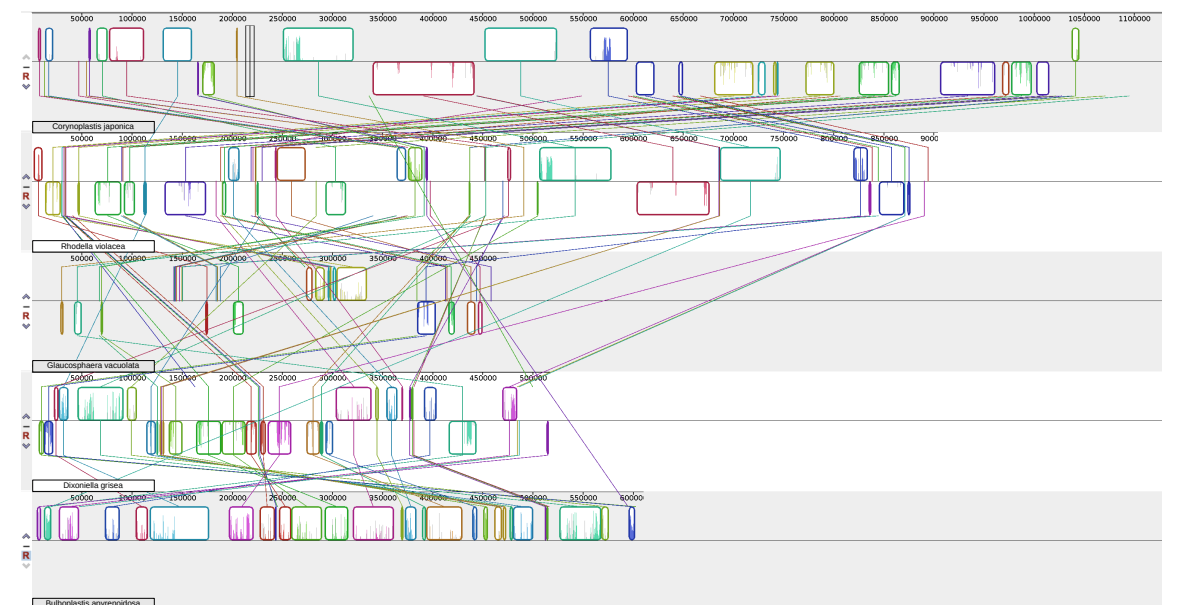 50000 100000 150000 200000 250000 300000 350000 400000 450000 500000 550000 600000 650000 700000 750000 800000 850000 900000 950000 1000000 1050000 1100000
R
Corynoplastis japonica
50000 100000 150000 200000 250000 300000 350000 400000 450000 500000 550000 600000 650000 700000 750000 800000 850000 9000
R
Rhodella violacea
50000 100000 150000 200000 250000 300000 350000 400000 450000
R
Glaucosphaera vacuolata
50000 100000 150000 200000 250000 300000 350000 400000 450000 500000
R
Dixoniella grisea
50000 100000 150000 200000 250000 300000 350000 400000 450000 500000 550000 600000
R
Bulboplastis apyrenoidosa